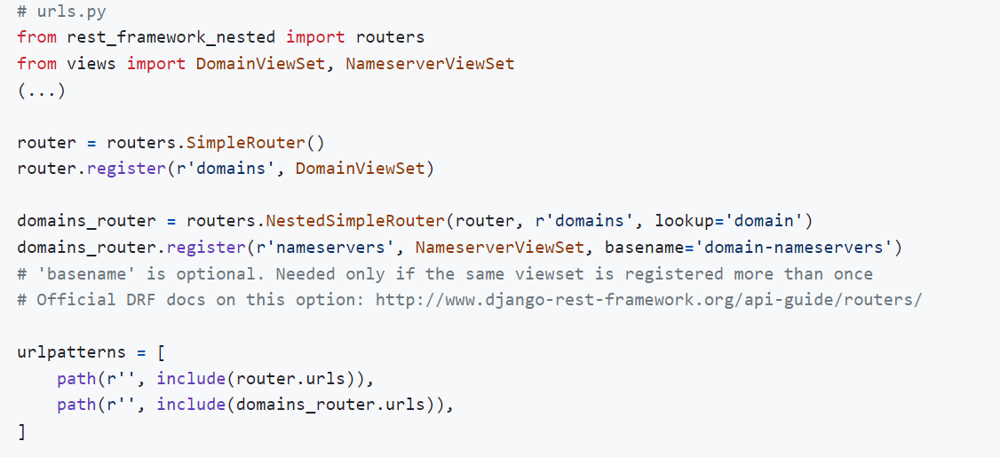 # urls.py
from rest_framework_nested import routers
from views import DomainViewSet, NameserverViewSet
(...)

router = routers.SimpleRouter()
router.register(r'domains', DomainViewSet)

domains_router = routers.NestedSimpleRouter(router, r'domains', lookup='domain')
domains_router.register(r'nameservers', NameserverViewSet, basename='domain-nameservers')
# 'basename' is optional. Needed only if the same viewset is registered more than once
# Official DRF docs on this option: http://www.django-rest-framework.org/api-guide/routers/

urlpatterns = [
    path(r'', include(router.urls)),
    path(r'', include(domains_router.urls)),
]